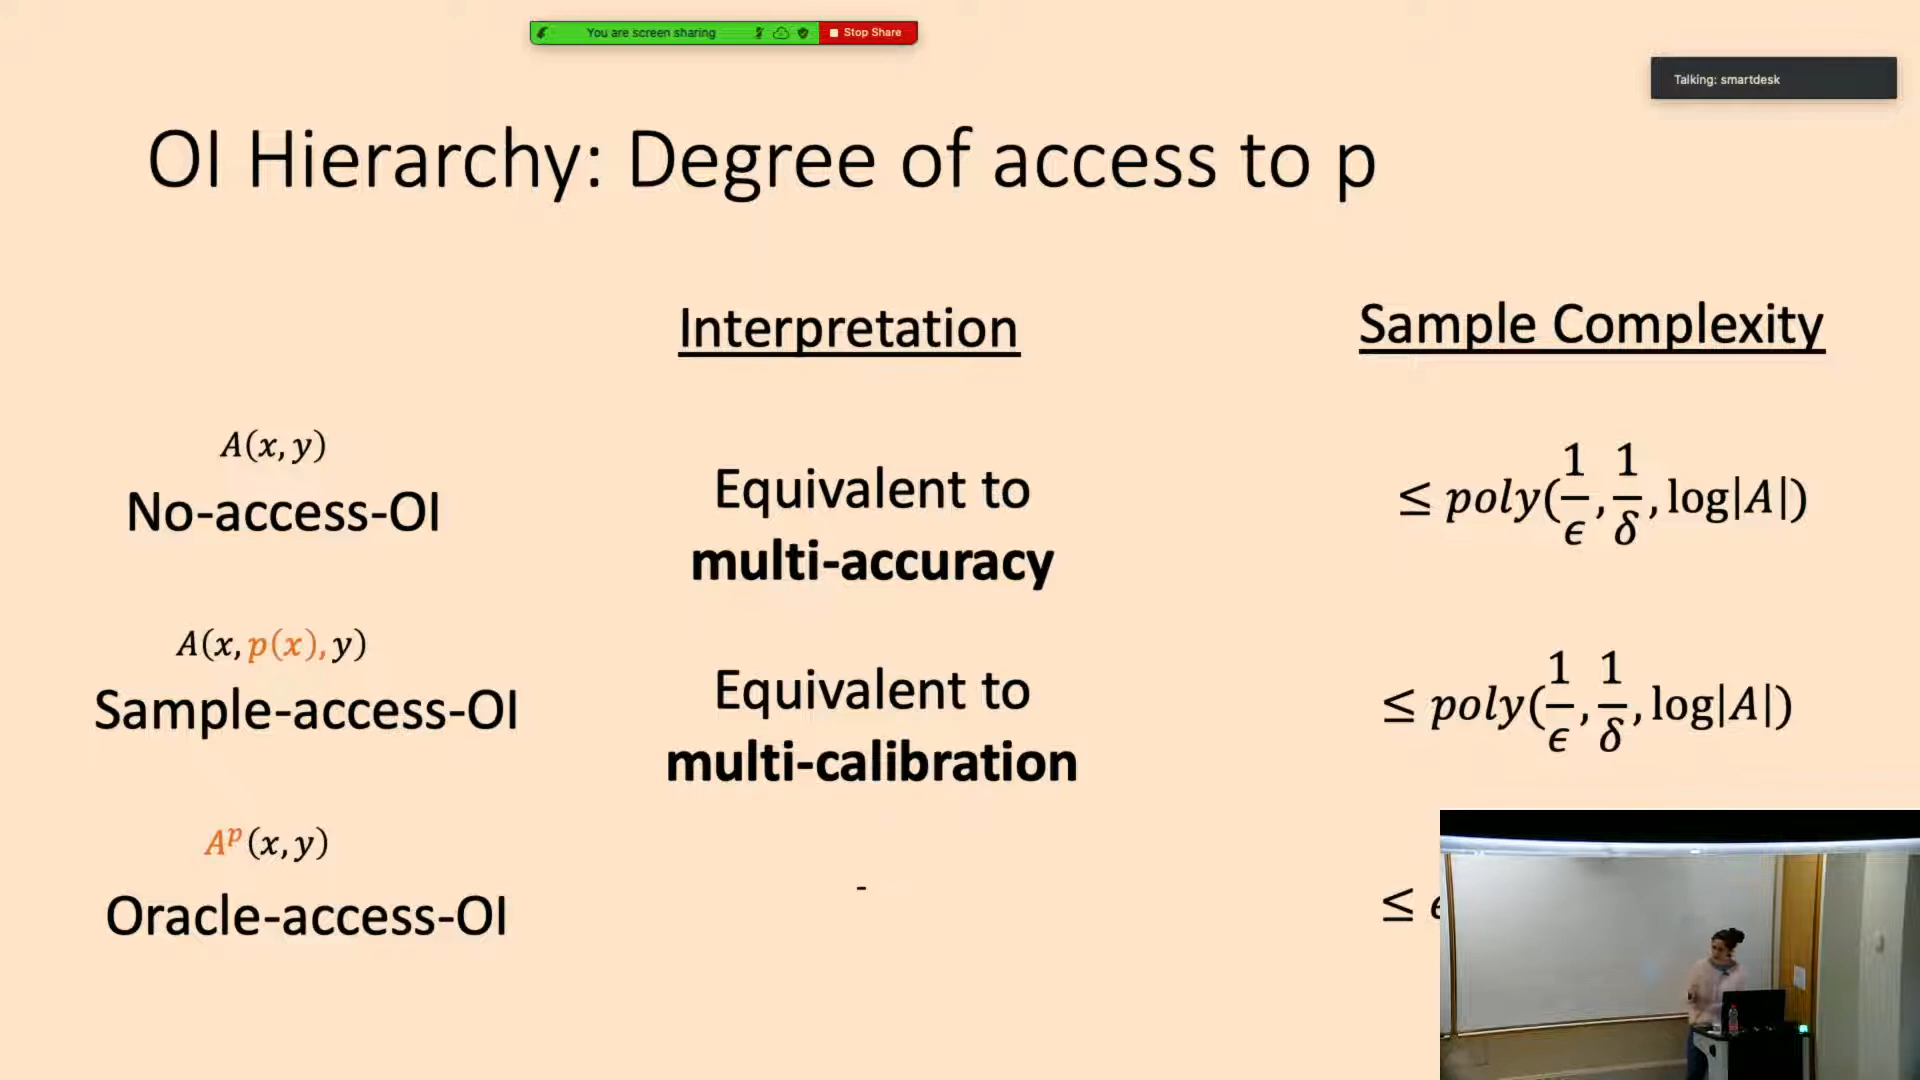 You are screen sharing
Stop Share
Talking: smartdesk
OI Hierarchy: Degree of access to p
Interpretation
Sample Complexity
A(x, y)
No-access-OI
Equivalent to
multi-accuracy
≤ poly(1/ϵ, 1/δ, log|A|)
A(x, p(x), y)
Sample-access-OI
Equivalent to
multi-calibration
≤ poly(1/ϵ, 1/δ, log|A|)
A^p(x, y)
Oracle-access-OI
-
≤